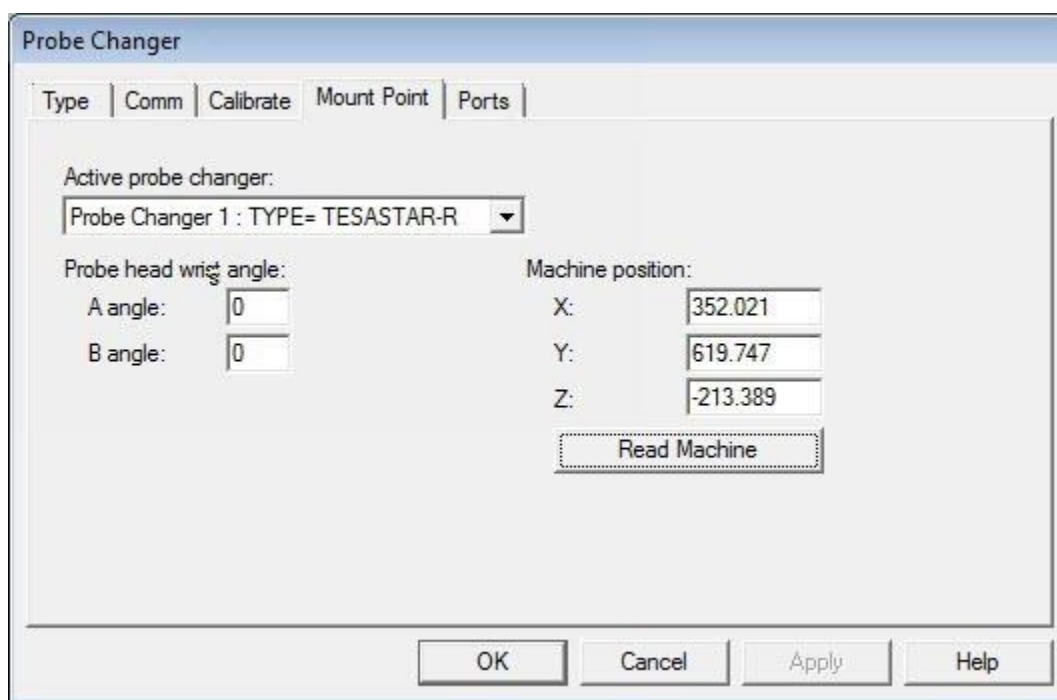 Probe Changer
Type Comm Calibrate Mount Point Ports
Active probe changer:
Probe Changer 1 : TYPE= TESASTAR-R
Probe head wrist angle:
A angle: 0
B angle: 0
Machine position:
X: 352.021
Y: 619.747
Z: -213.389
Read Machine
OK Cancel Apply Help